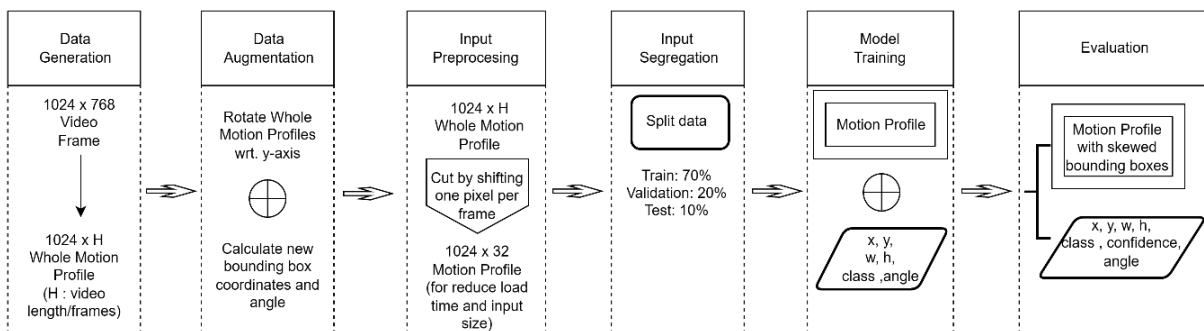 Data
Generation
1024 x 768
Video
Frame
1024 x H
Whole Motion
Profile
(H : video
length/frames)
Data
Augmentation
Rotate Whole
Motion Profiles
wrt. y-axis
Calculate new
bounding box
coordinates and
angle
Input
Preprocesing
1024 x H
Whole Motion
Profile
Cut by shifting
one pixel per
frame
1024 x 32
Motion Profile
(for reduce load
time and input
size)
Input
Segregation
Split data
Train: 70%
Validation: 20%
Test: 10%
Model
Training
Motion Profile
x, y,
w, h,
class ,angle
Evaluation
Motion Profile
with skewed
bounding boxes
x, y, w, h,
class , confidence,
angle